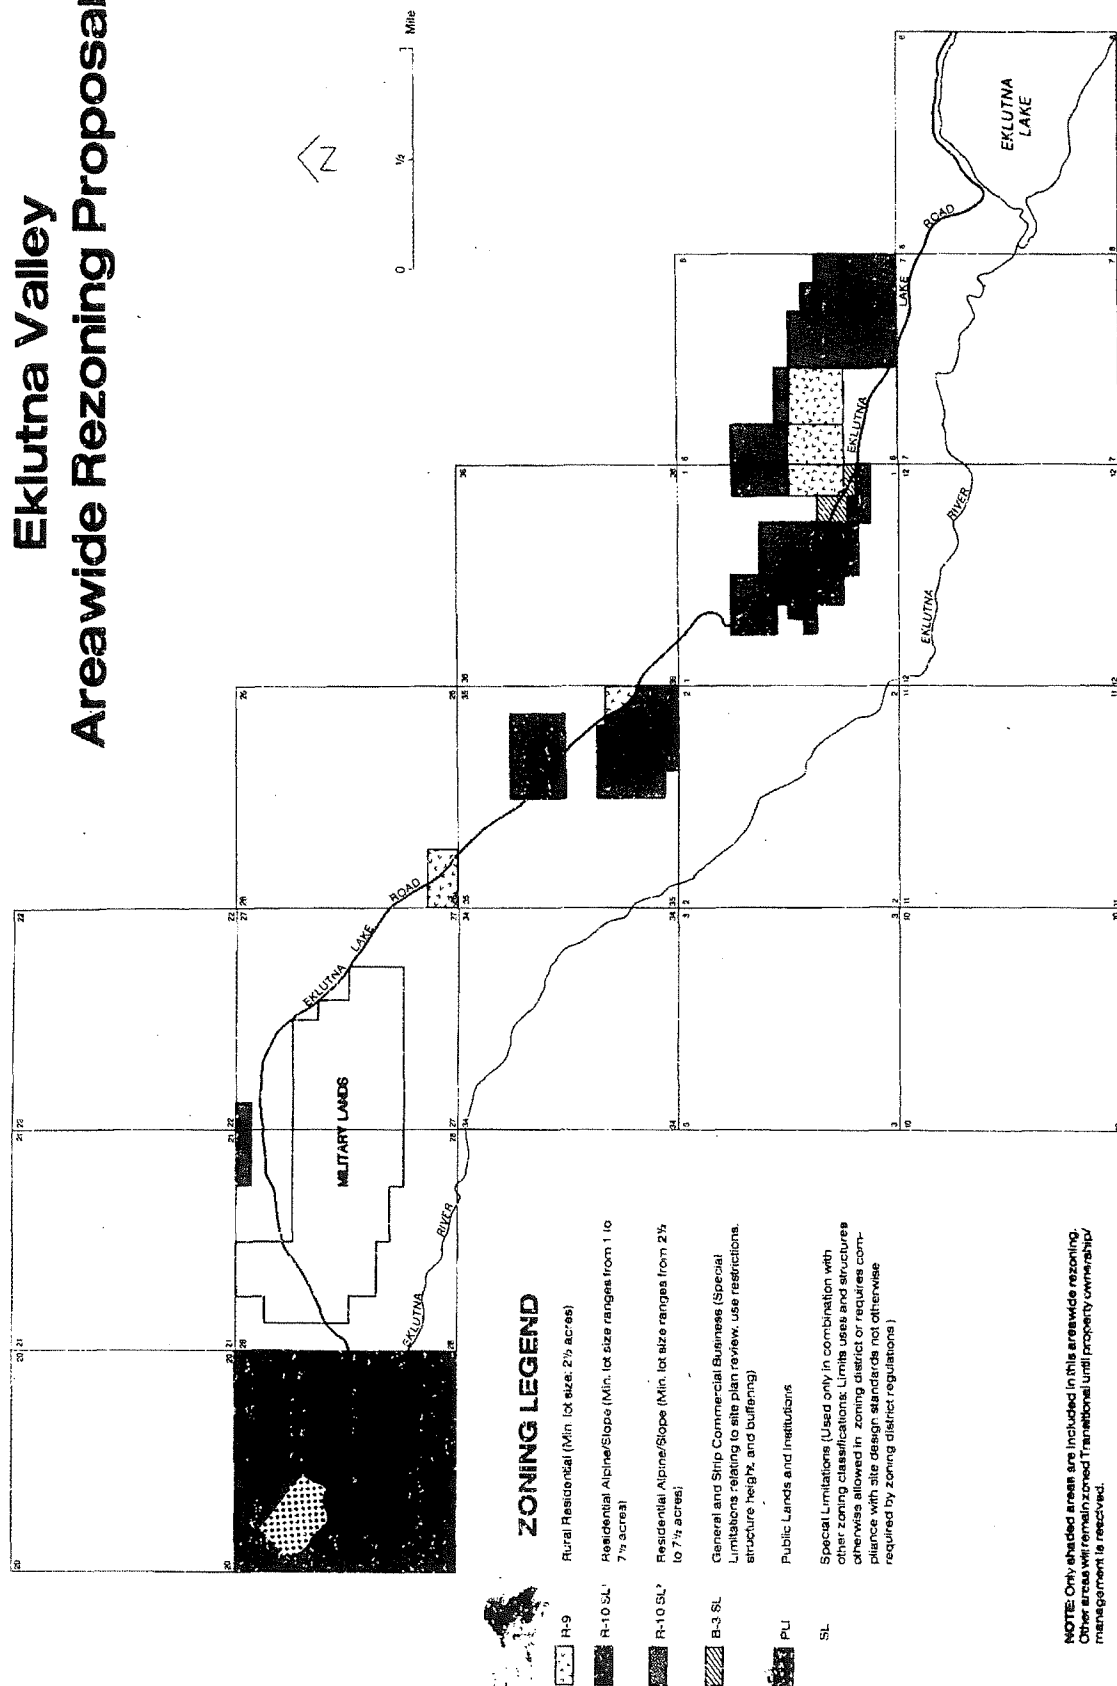 Eklutna Valley
Areawide Rezoning Proposal
N
0 ½ 1 Mile
EKLUTNA
LAKE
ROAD
LAKE
EKLUTNA
EKLUTNA
RIVER
ROAD
LAKE
EKLUTNA
MILITARY LANDS
EKLUTNA
RIVER
ZONING LEGEND
R-9 Rural Residential (Min. lot size: 2½ acres)
R-10 SL¹ Residential Alpine/Slope (Min. lot size ranges from 1 to
7½ acres)
R-10 SL² Residential Alpine/Slope (Min. lot size ranges from 2½
to 7½ acres)
B-3 SL General and Strip Commercial Business (Special
Limitations relating to site plan review, use restrictions,
structure height, and buffering)
PLI Public Lands and Institutions
SL Special Limitations (Used only in combination with
other zoning classifications: Limits uses and structures
otherwise allowed in zoning district or requires com-
pliance with site design standards not otherwise
required by zoning district regulations)
NOTE: Only shaded areas are included in this areawide rezoning.
Other areas will remain zoned Transitional until property ownership/
management is resolved.